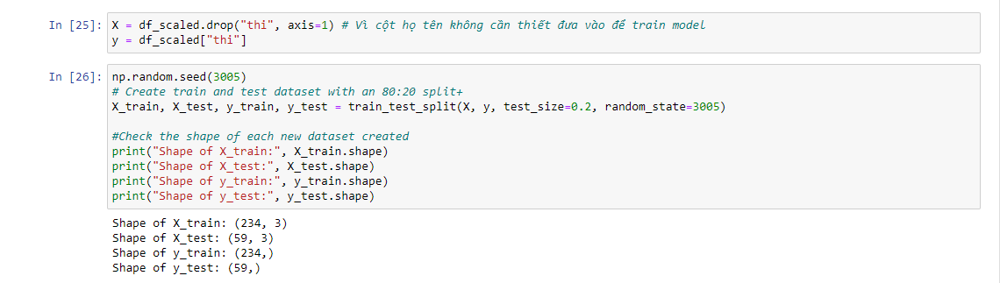 In [25]: X = df_scaled.drop("thi", axis=1) # Vì cột họ tên không cần thiết đưa vào để train model
y = df_scaled["thi"]
In [26]: np.random.seed(3005)
# Create train and test dataset with an 80:20 split+
X_train, X_test, y_train, y_test = train_test_split(X, y, test_size=0.2, random_state=3005)
#Check the shape of each new dataset created
print("Shape of X_train:", X_train.shape)
print("Shape of X_test:", X_test.shape)
print("Shape of y_train:", y_train.shape)
print("Shape of y_test:", y_test.shape)
Shape of X_train: (234, 3)
Shape of X_test: (59, 3)
Shape of y_train: (234,)
Shape of y_test: (59,)